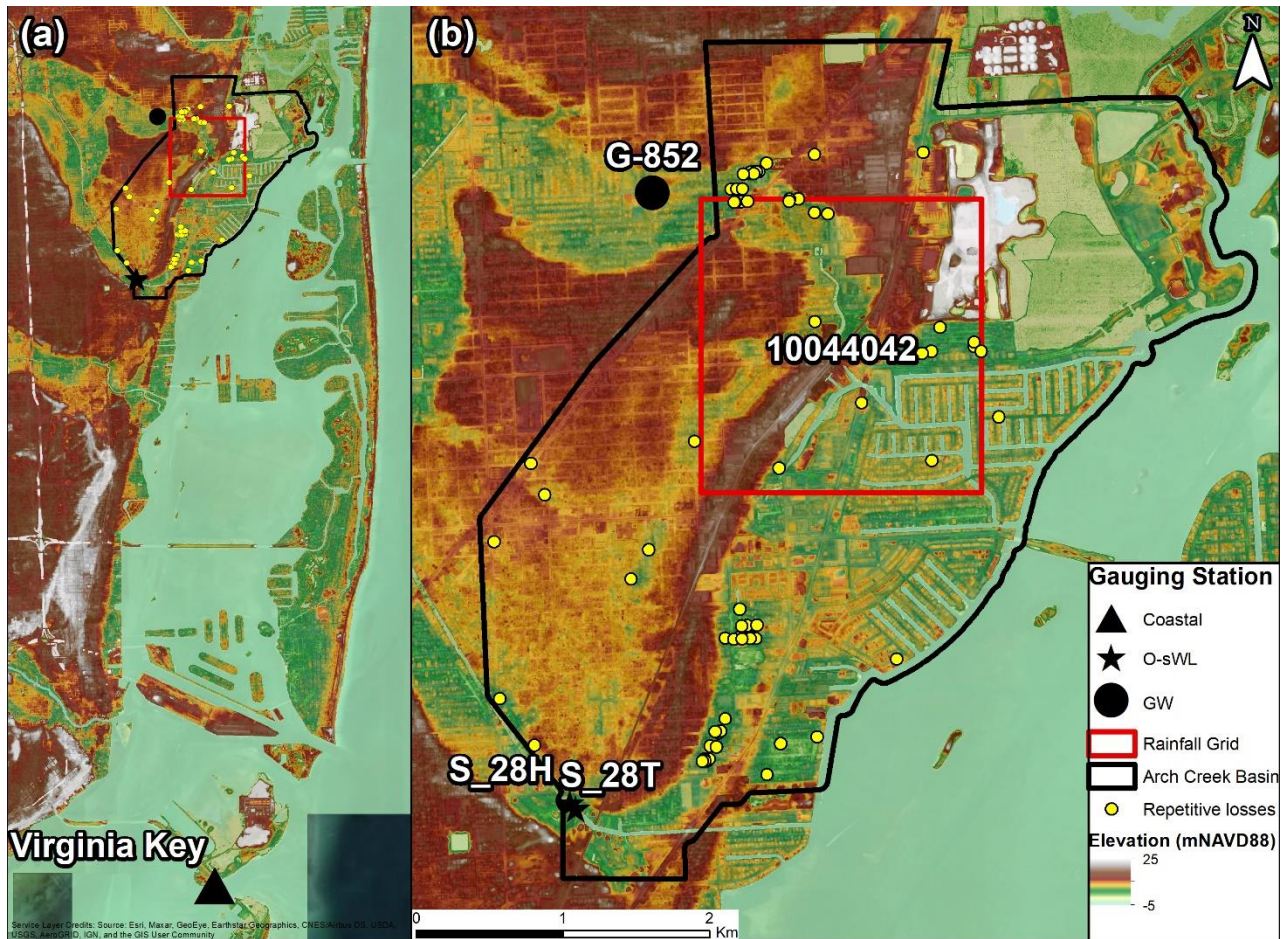 (a)
Virginia Key
Service Layer Credits: Source: Esri, Maxar, GeoEye, Earthstar Geographics, CNES/Airbus DS, USDA,
USGS, AeroGRID, IGN, and the GIS User Community
(b)
N
G-852
10044042
S_28H
S_28T
0
1
2
Km
Gauging Station
Coastal
O-sWL
GW
Rainfall Grid
Arch Creek Basin
Repetitive losses
Elevation (mNAVD88)
25
-5